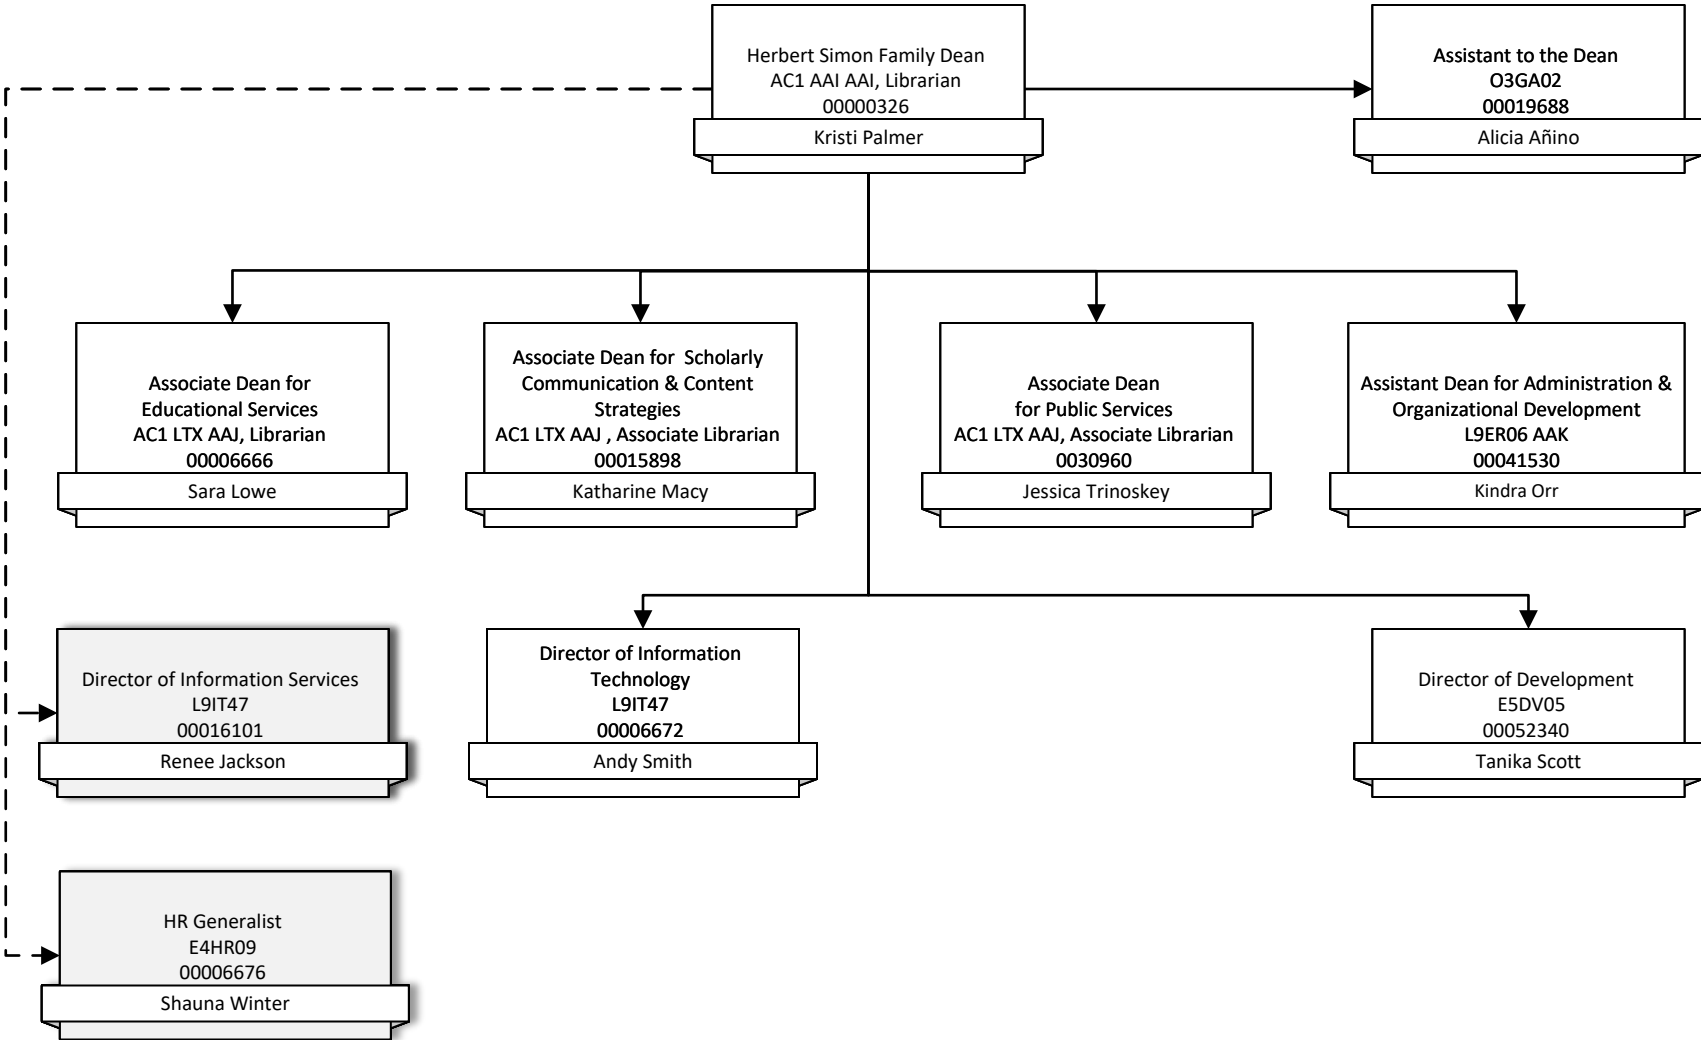 Herbert Simon Family Dean
AC1 AAI AAI, Librarian
00000326
Kristi Palmer
Assistant to the Dean
O3GA02
00019688
Alicia Añino
Associate Dean for
Educational Services
AC1 LTX AAJ, Librarian
00006666
Sara Lowe
Associate Dean for  Scholarly
Communication & Content
Strategies
AC1 LTX AAJ , Associate Librarian
00015898
Katharine Macy
Associate Dean
for Public Services
AC1 LTX AAJ, Associate Librarian
0030960
Jessica Trinoskey
Assistant Dean for Administration &
Organizational Development
L9ER06 AAK
00041530
Kindra Orr
Director of Information Services
L9IT47
00016101
Renee Jackson
Director of Information
Technology
L9IT47
00006672
Andy Smith
Director of Development
E5DV05
00052340
Tanika Scott
HR Generalist
E4HR09
00006676
Shauna Winter